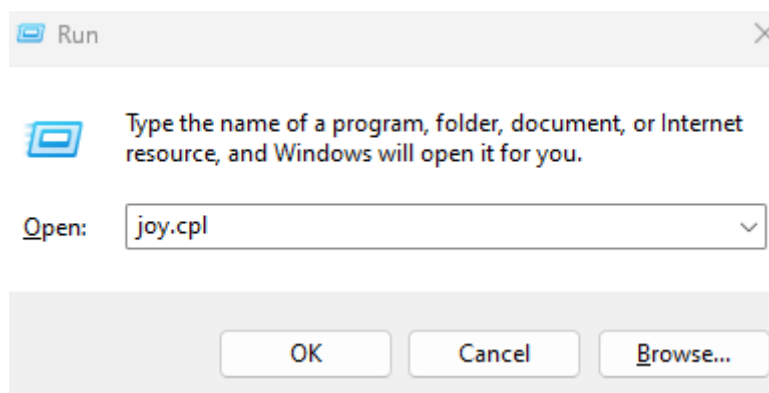 Run
Type the name of a program, folder, document, or Internet
resource, and Windows will open it for you.
Open: joy.cpl
OK Cancel Browse...